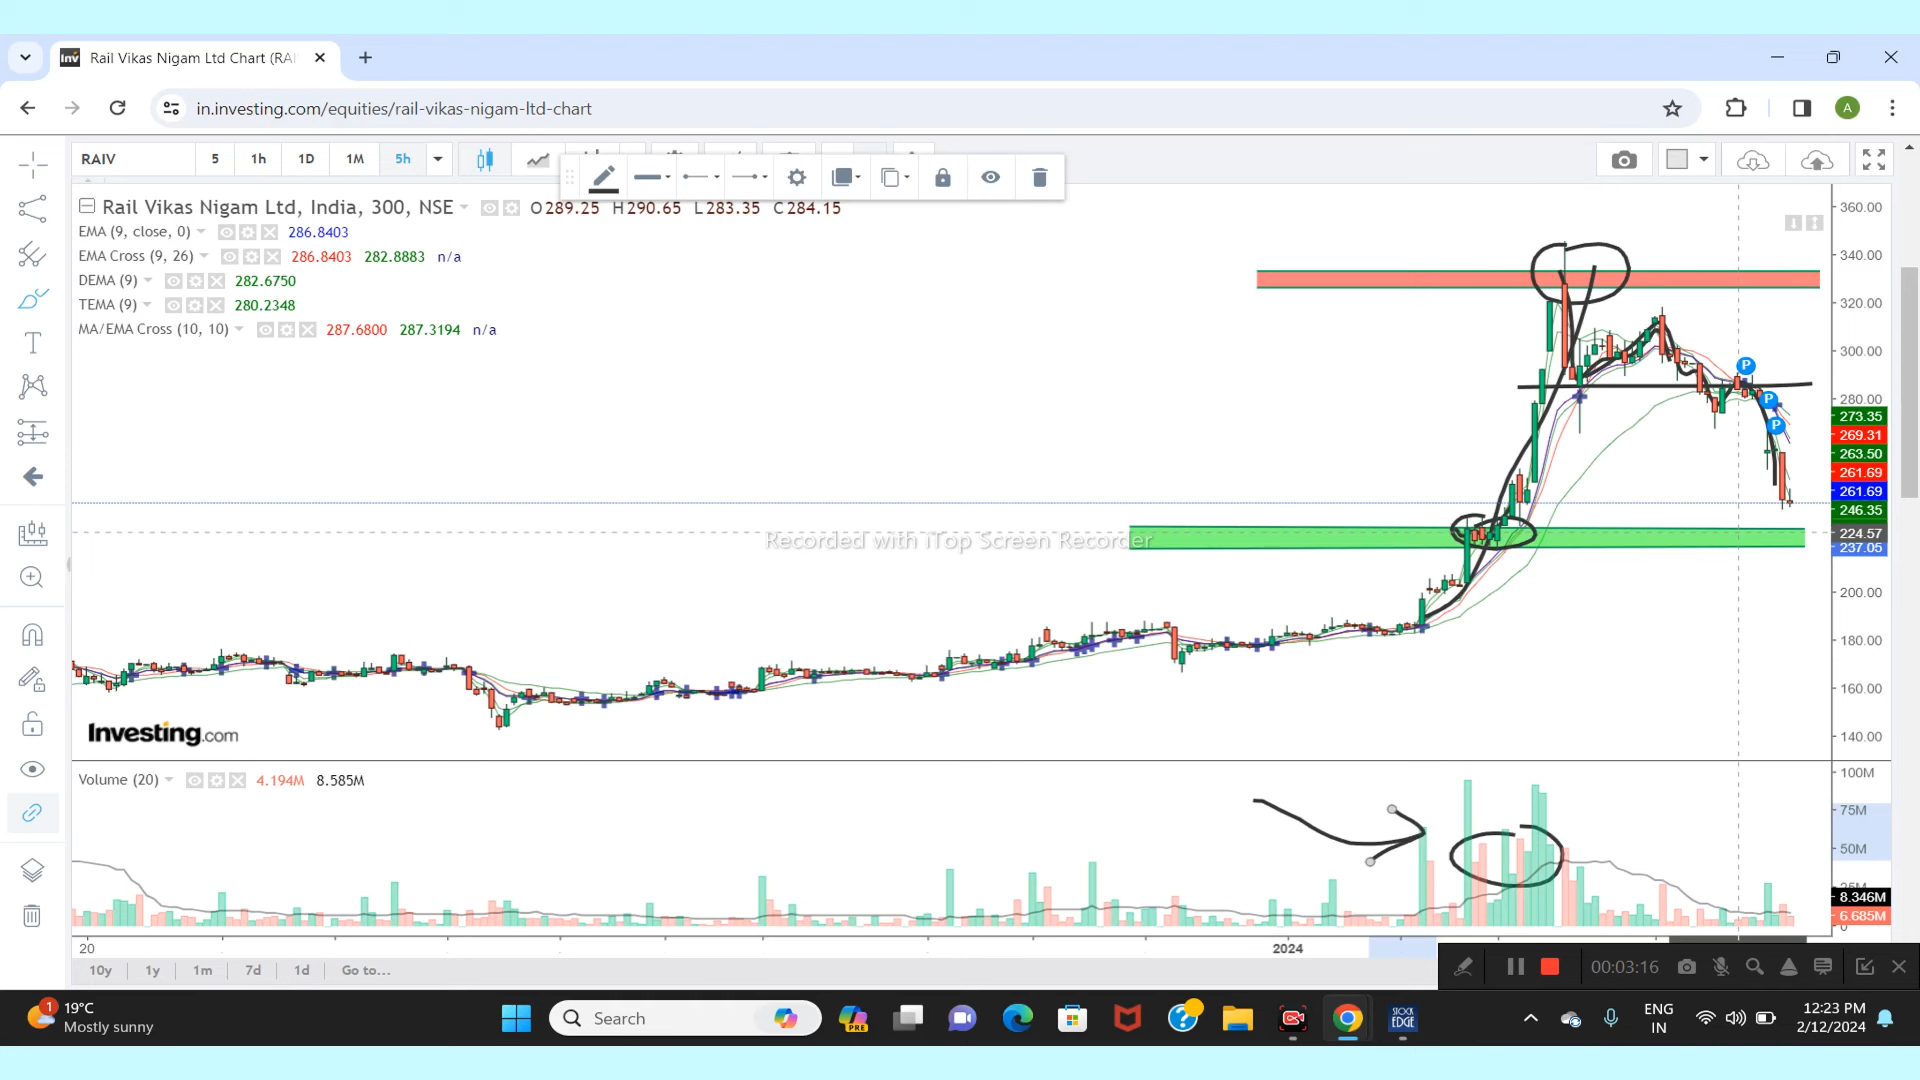 Rail Vikas Nigam Ltd Chart (RAI
in.investing.com/equities/rail-vikas-nigam-ltd-chart
A
RAIV 5 1h 1D 1M 5h
Rail Vikas Nigam Ltd, India, 300, NSE O289.25 H290.65 L283.35 C284.15
EMA (9, close, 0) 286.8403
EMA Cross (9, 26) 286.8403 282.8883 n/a
DEMA (9) 282.6750
TEMA (9) 280.2348
MA/EMA Cross (10, 10) 287.6800 287.3194 n/a
360.00
340.00
320.00
300.00
280.00
273.35
269.31
263.50
261.69
261.69
246.35
224.57
237.05
200.00
180.00
160.00
140.00
P
P
P
Recorded with iTop Screen Recorder
Investing.com
Volume (20) 4.194M 8.585M
100M
75M
50M
25M
8.346M
6.685M
0
20 2024
10y 1y 1m 7d 1d Go to...
00:03:16
1
19°C
Mostly sunny
Search
PRE
STOCK
EDGE
ENG
IN
12:23 PM
2/12/2024